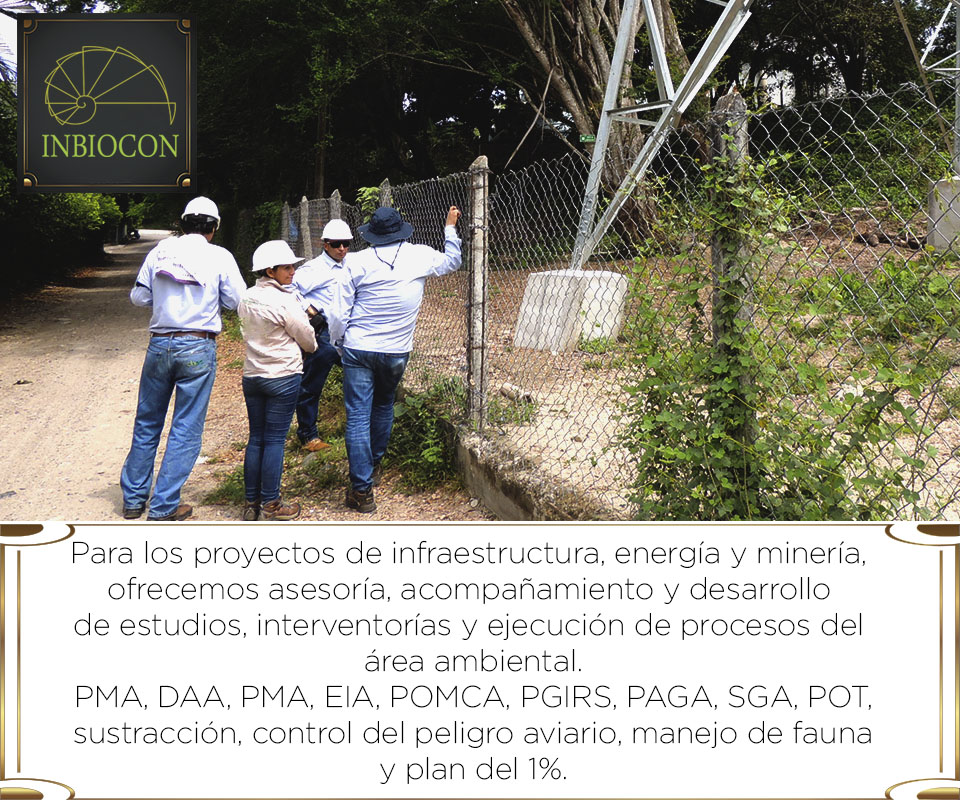 INBIOCON
Para los proyectos de infraestructura, energía y minería,
ofrecemos asesoría, acompañamiento y desarrollo
de estudios, interventorías y ejecución de procesos del
área ambiental.
PMA, DAA, PMA, EIA, POMCA, PGIRS, PAGA, SGA, POT,
sustracción, control del peligro aviario, manejo de fauna
y plan del 1%.